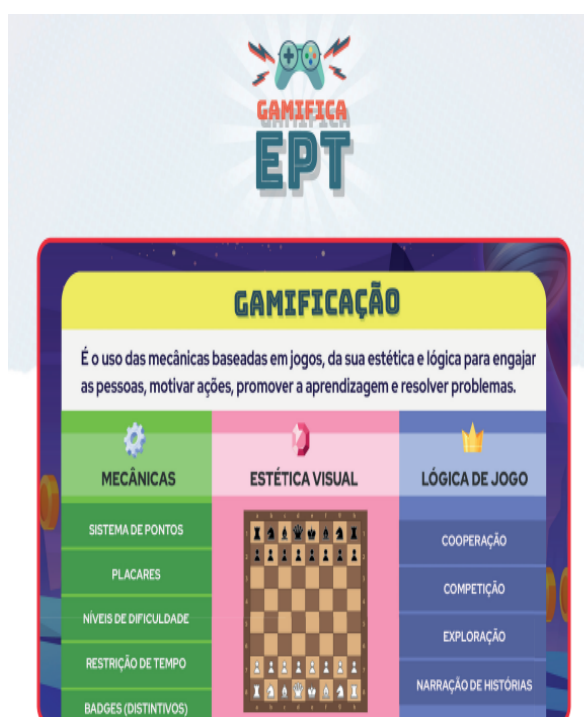 GAMIFICA
EPT
GAMIFICAÇÃO
É o uso das mecânicas baseadas em jogos, da sua estética e lógica para engajar
as pessoas, motivar ações, promover a aprendizagem e resolver problemas.
MECÂNICAS
SISTEMA DE PONTOS
PLACARES
NÍVEIS DE DIFICULDADE
RESTRIÇÃO DE TEMPO
BADGES (DISTINTIVOS)
ESTÉTICA VISUAL
LÓGICA DE JOGO
COOPERAÇÃO
COMPETIÇÃO
EXPLORAÇÃO
NARRAÇÃO DE HISTÓRIAS